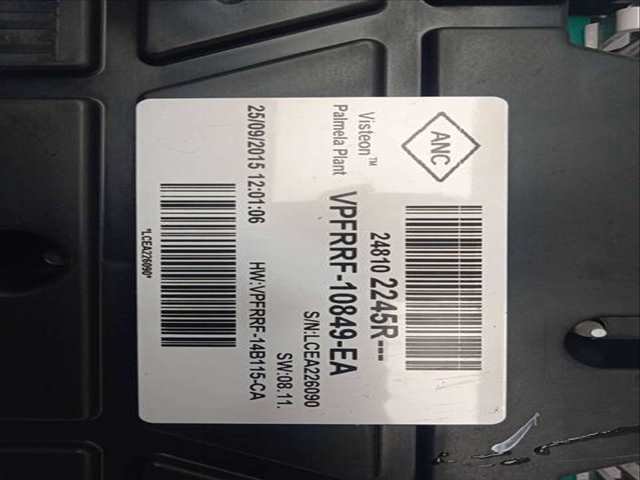 ANC
24810 2245R---
Visteon™
Palmela Plant
VPFRRF-10849-EA
S/N:LCEA226090
SW:08.11.
25/09/2015 12:01:06
HW:VPFRRF-14B115-CA
*LCEA226090*